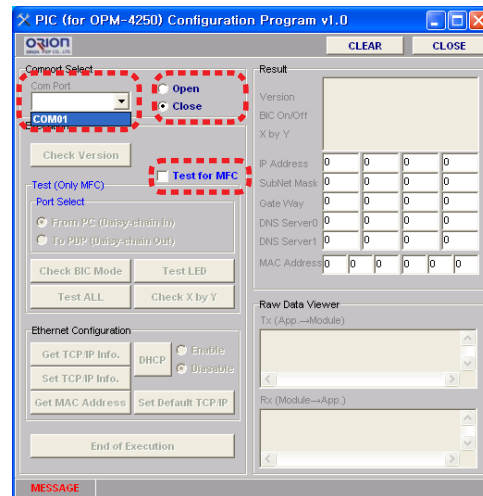 PIC (for OPM-4250) Configuration Program v1.0
ORION
ORION PDP CO., LTD.
CLEAR CLOSE
Comport Select
Com Port
COM01
Open
Close
Execution
Check Version
Test for MFC
Test (Only MFC)
Port Select
From PC (Daisy-chain In)
To PDP (Daisy-chain Out)
Check BIC Mode Test LED
Test ALL Check X by Y
Ethernet Configuration
Get TCP/IP Info.
Set TCP/IP Info.
DHCP
Enable
Diasable
Get MAC Address Set Default TCP/IP
End of Execution
Result
Version
BIC On/Off
X by Y
IP Address 0 0 0 0
SubNet Mask 0 0 0 0
Gate Way 0 0 0 0
DNS Server0 0 0 0 0
DNS Server1 0 0 0 0
MAC Address 0 0 0 0 0 0
Raw Data Viewer
Tx (App.→Module)
Rx (Module→App.)
MESSAGE